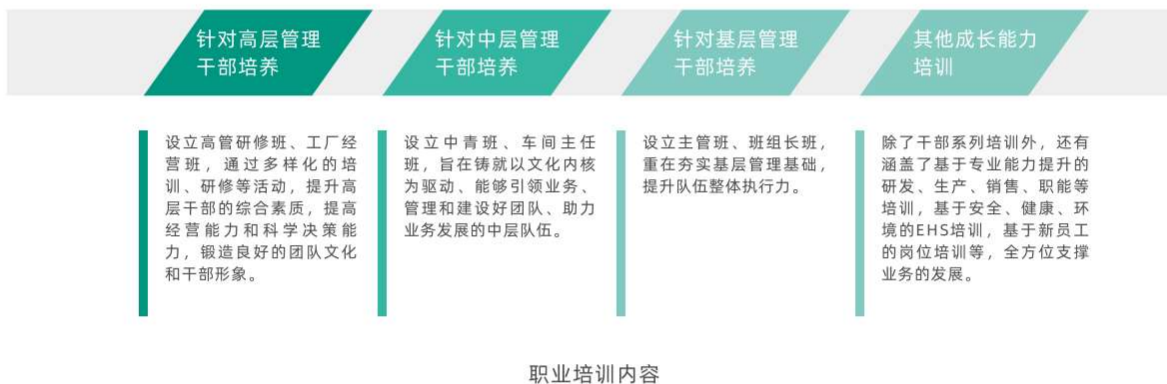 针对高层管理
干部培养
设立高管研修班、工厂经
营班，通过多样化的培
训、研修等活动，提升高
层干部的综合素质，提高
经营能力和科学决策能
力，锻造良好的团队文化
和干部形象。
针对中层管理
干部培养
设立中青班、车间主任
班，旨在铸就以文化内核
为驱动、能够引领业务、
管理和建设好团队、助力
业务发展的中层队伍。
针对基层管理
干部培养
设立主管班、班组长班，
重在夯实基层管理基础，
提升队伍整体执行力。
其他成长能力
培训
除了干部系列培训外，还有
涵盖了基于专业能力提升的
研发、生产、销售、职能等
培训，基于安全、健康、环
境的EHS培训，基于新员工
的岗位培训等，全方位支撑
业务的发展。
职业培训内容